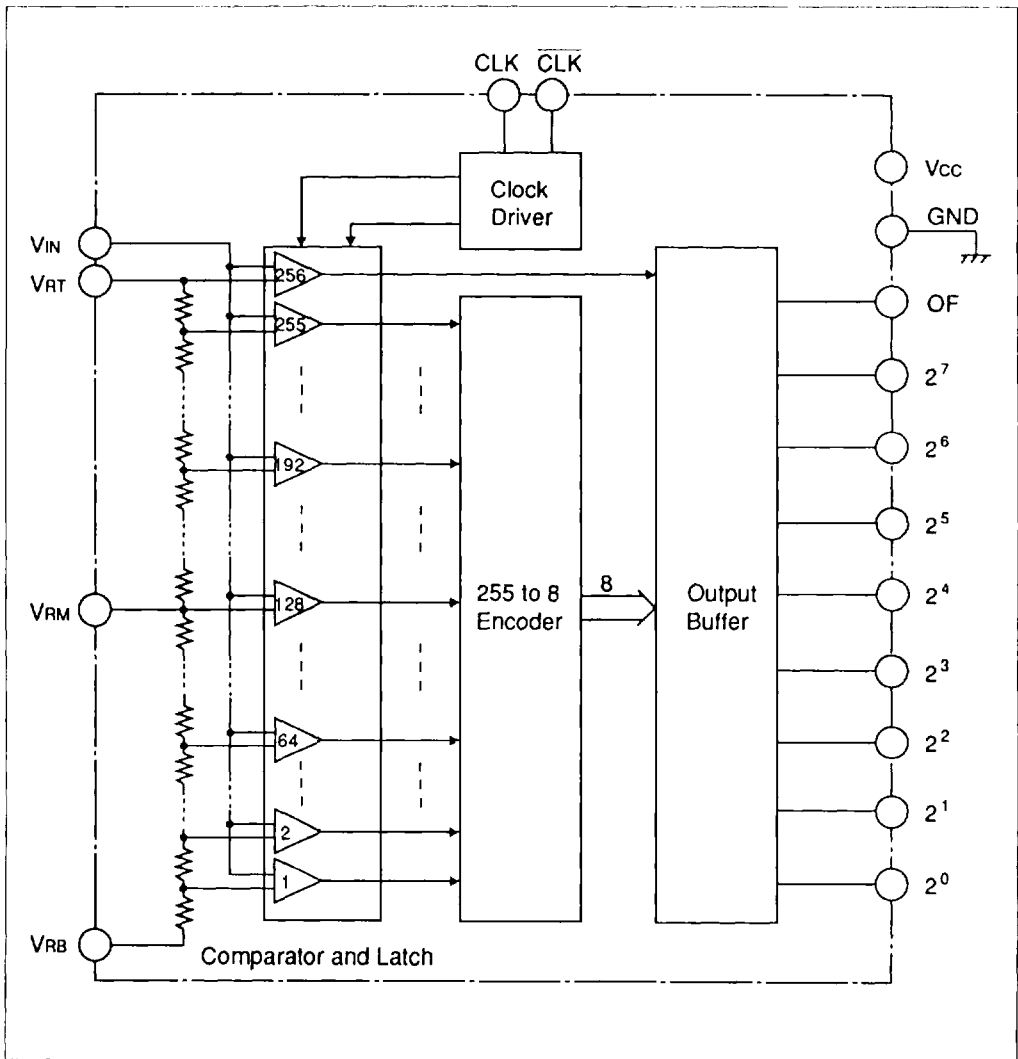 CLK C̅L̅K̅
Clock
Driver
Vcc
GND
VIN
VRT
256
OF
255
2⁷
192
2⁶
2⁵
VRM
128
255 to 8
Encoder
8
Output
Buffer
2⁴
2³
64
2²
2
2¹
1
2⁰
VRB
Comparator and Latch